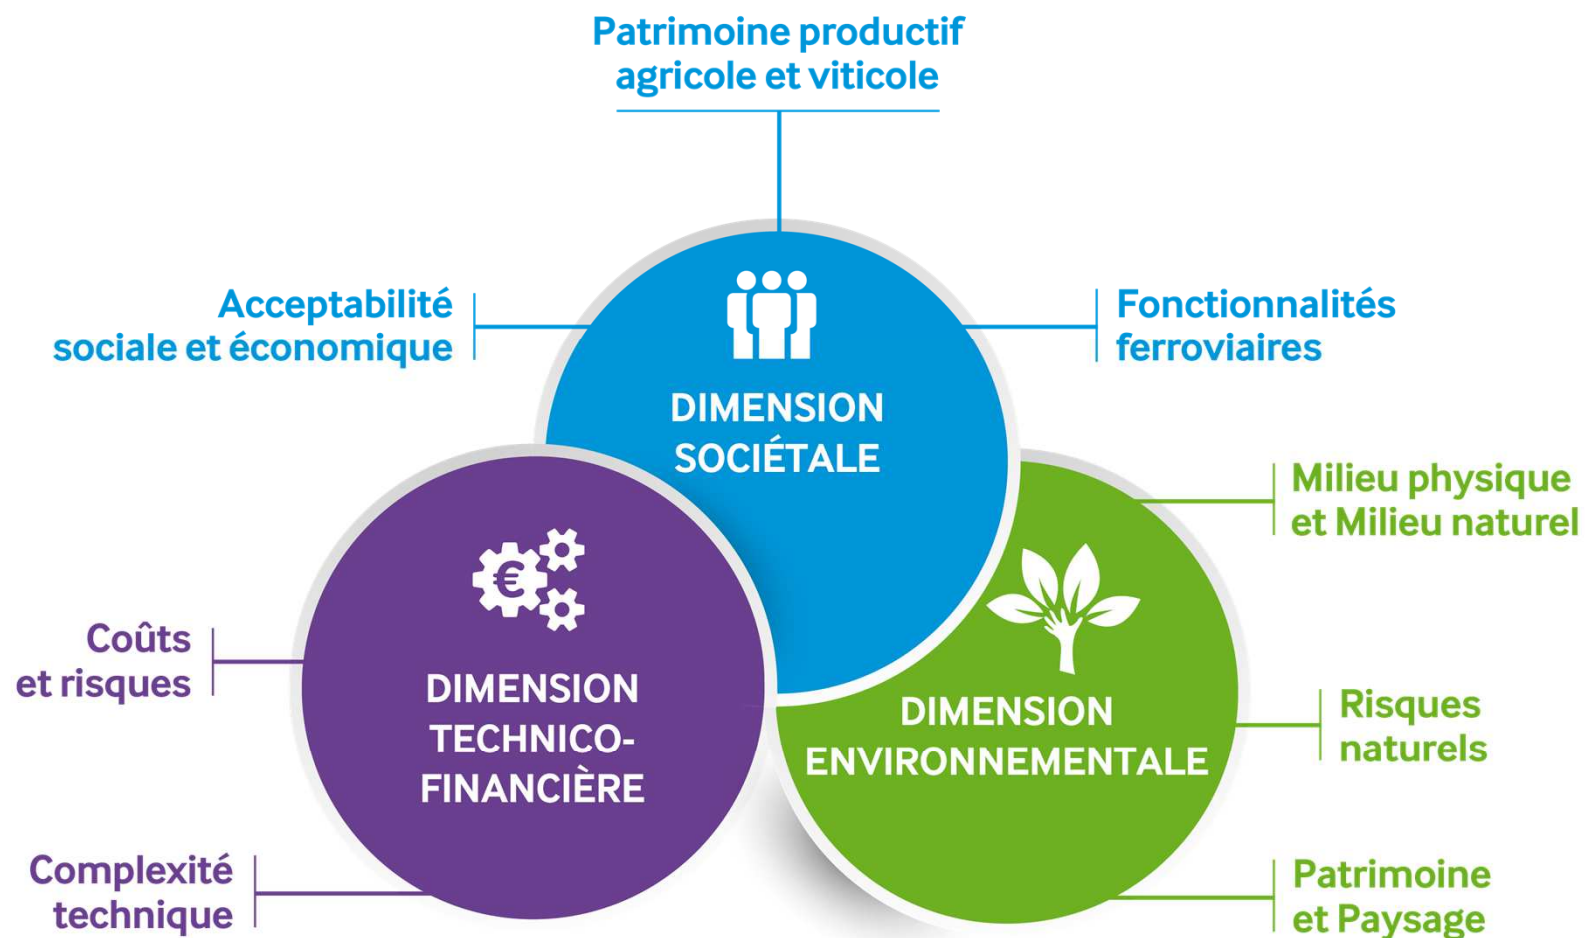 Patrimoine productif
agricole et viticole
Acceptabilité
sociale et économique
Fonctionnalités
ferroviaires
DIMENSION
SOCIÉTALE
Milieu physique
et Milieu naturel
€
Coûts
et risques
DIMENSION
TECHNICO-
FINANCIÈRE
DIMENSION
ENVIRONNEMENTALE
Risques
naturels
Complexité
technique
Patrimoine
et Paysage